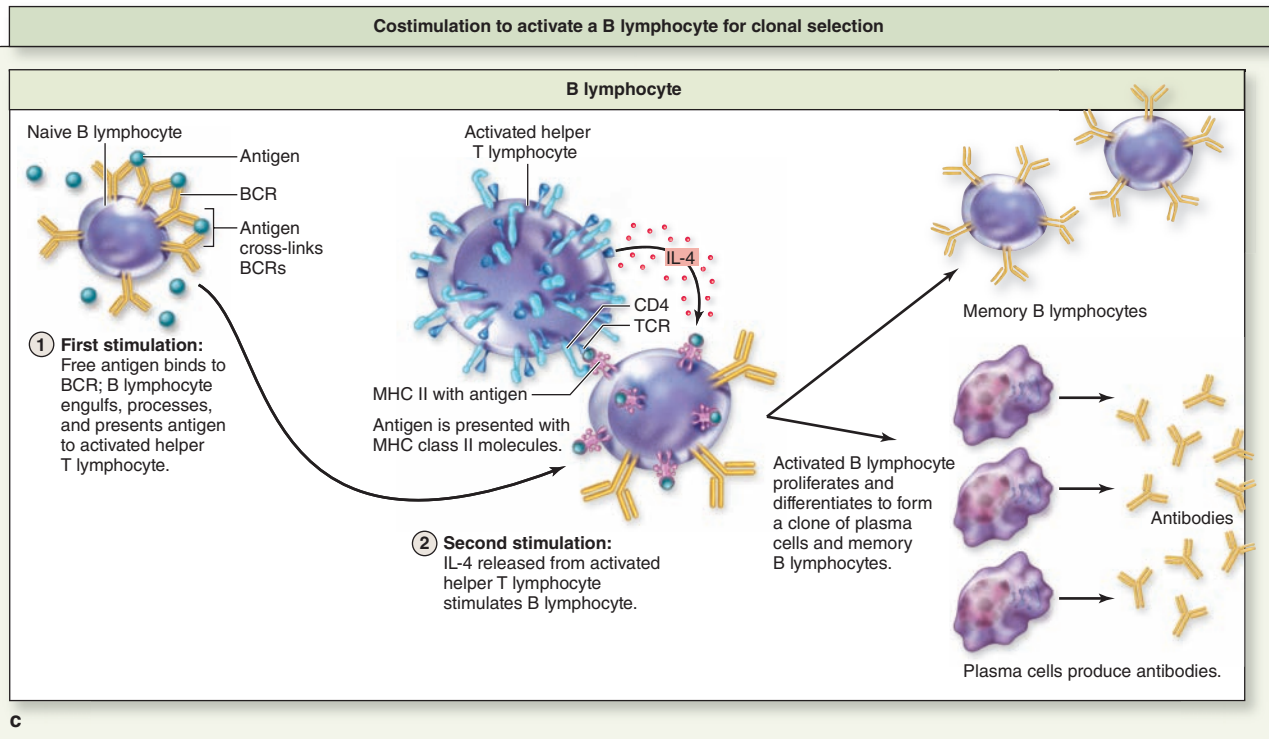 Costimulation to activate a B lymphocyte for clonal selection
B lymphocyte
Naive B lymphocyte
Antigen
BCR
Antigen
cross-links
BCRs
1 First stimulation:
Free antigen binds to
BCR; B lymphocyte
engulfs, processes,
and presents antigen
to activated helper
T lymphocyte.
Activated helper
T lymphocyte
IL-4
CD4
TCR
MHC II with antigen
Antigen is presented with
MHC class II molecules.
2 Second stimulation:
IL-4 released from activated
helper T lymphocyte
stimulates B lymphocyte.
Activated B lymphocyte
proliferates and
differentiates to form
a clone of plasma
cells and memory
B lymphocytes.
Memory B lymphocytes
Antibodies
Plasma cells produce antibodies.
c